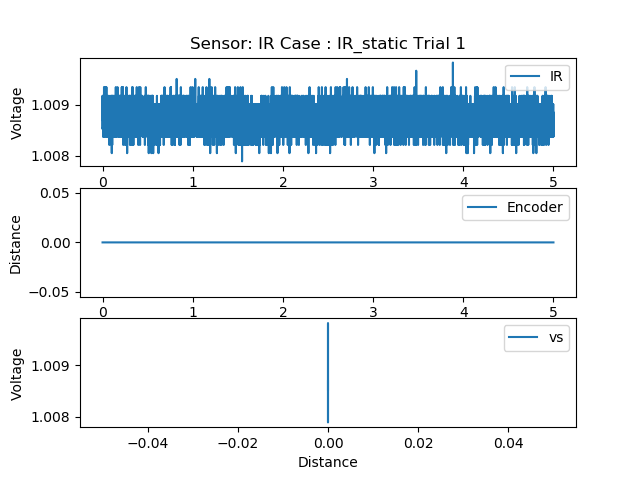 Sensor: IR Case : IR_static Trial 1
IR
1.009
1.008
Voltage
0 1 2 3 4 5
Encoder
0.05
0.00
−0.05
Distance
0 1 2 3 4 5
vs
1.009
1.008
Voltage
−0.04 −0.02 0.00 0.02 0.04
Distance